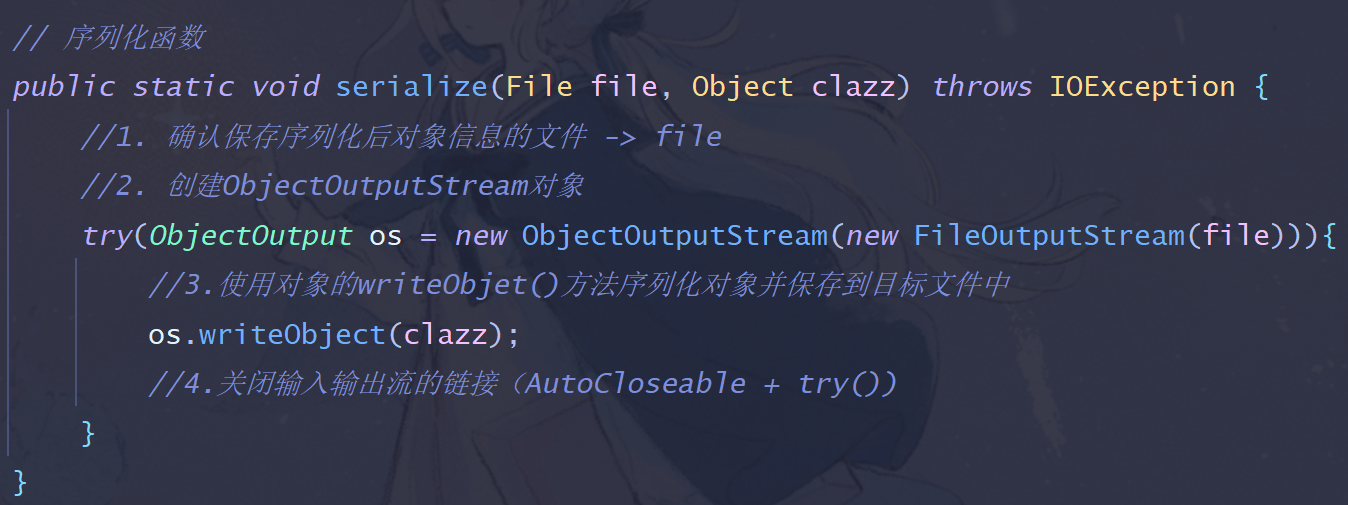 // 序列化函数
public static void serialize(File file, Object clazz) throws IOException {
//1. 确认保存序列化后对象信息的文件 -> file
//2. 创建ObjectOutputStream对象
try(ObjectOutput os = new ObjectOutputStream(new FileOutputStream(file))){
//3.使用对象的writeObjet()方法序列化对象并保存到目标文件中
os.writeObject(clazz);
//4.关闭输入输出流的链接（AutoCloseable + try())
}
}